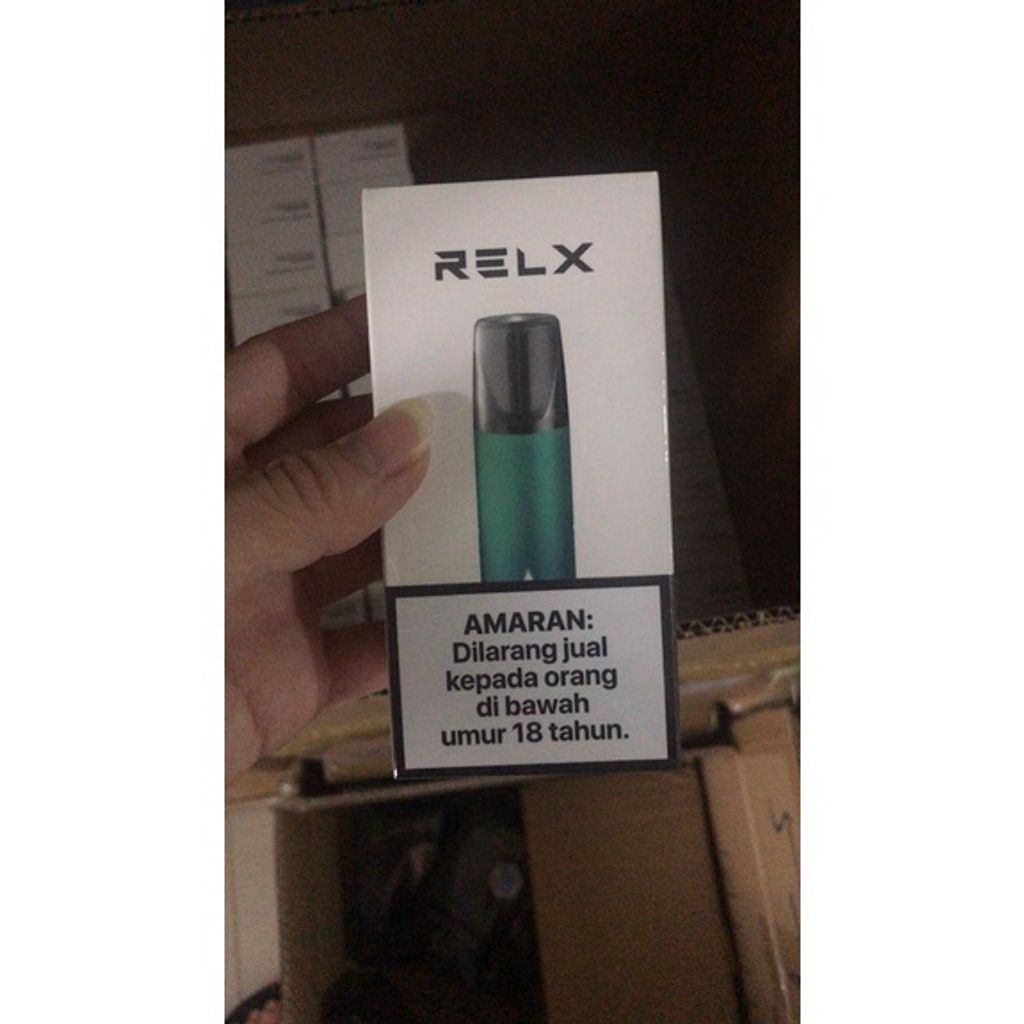 RELX
AMARAN:
Dilarang jual
kepada orang
di bawah
umur 18 tahun.